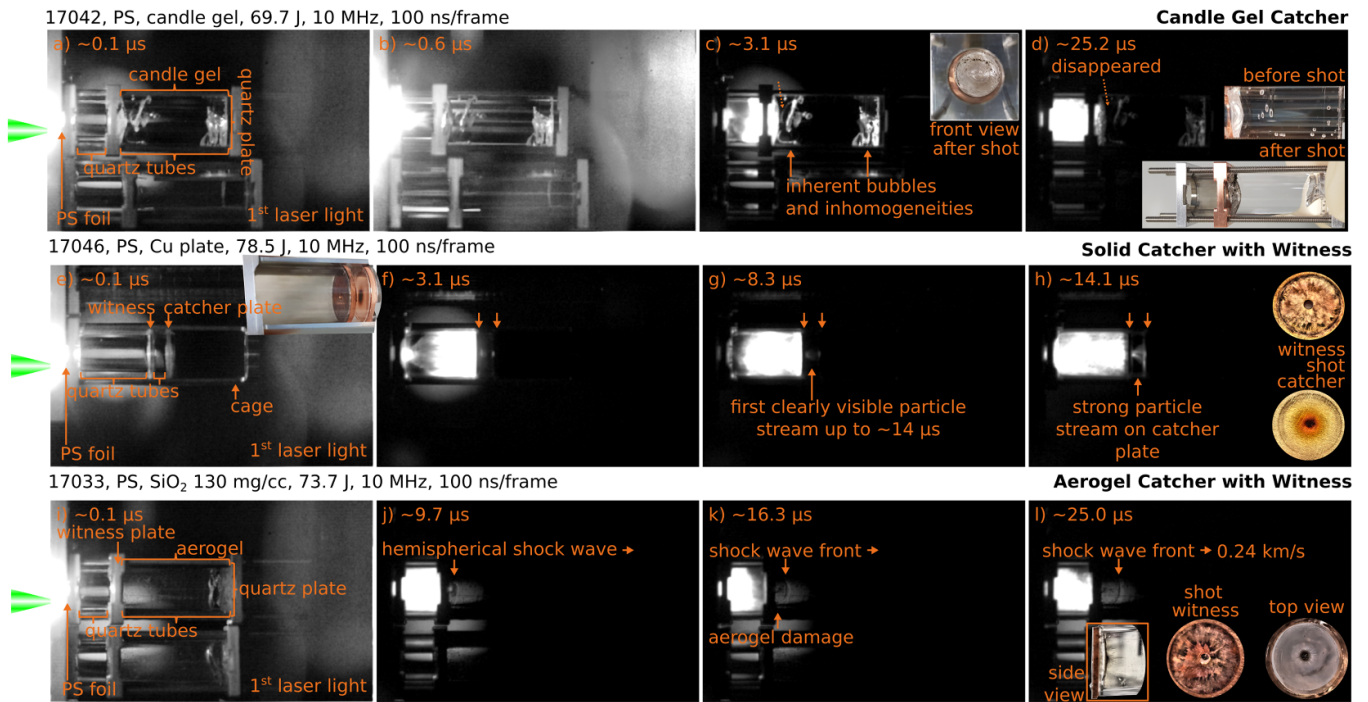 17042, PS, candle gel, 69.7 J, 10 MHz, 100 ns/frame
Candle Gel Catcher
a) ~0.1 µs
candle gel
quartz plate
quartz tubes
PS foil
1st laser light
b) ~0.6 µs
c) ~3.1 µs
disappeared
front view
after shot
inherent bubbles
and inhomogeneities
d) ~25.2 µs
disappeared
before shot
after shot
17046, PS, Cu plate, 78.5 J, 10 MHz, 100 ns/frame
Solid Catcher with Witness
e) ~0.1 µs
witness catcher plate
quartz tubes
cage
PS foil
1st laser light
f) ~3.1 µs
g) ~8.3 µs
first clearly visible particle
stream up to ~14 µs
h) ~14.1 µs
witness
shot
catcher
strong particle
stream on catcher
plate
17033, PS, SiO₂ 130 mg/cc, 73.7 J, 10 MHz, 100 ns/frame
Aerogel Catcher with Witness
i) ~0.1 µs
witness plate
aerogel
quartz plate
quartz tubes
PS foil
1st laser light
j) ~9.7 µs
hemispherical shock wave →
k) ~16.3 µs
shock wave front →
aerogel damage
l) ~25.0 µs
shock wave front → 0.24 km/s
shot
witness
top view
side
view